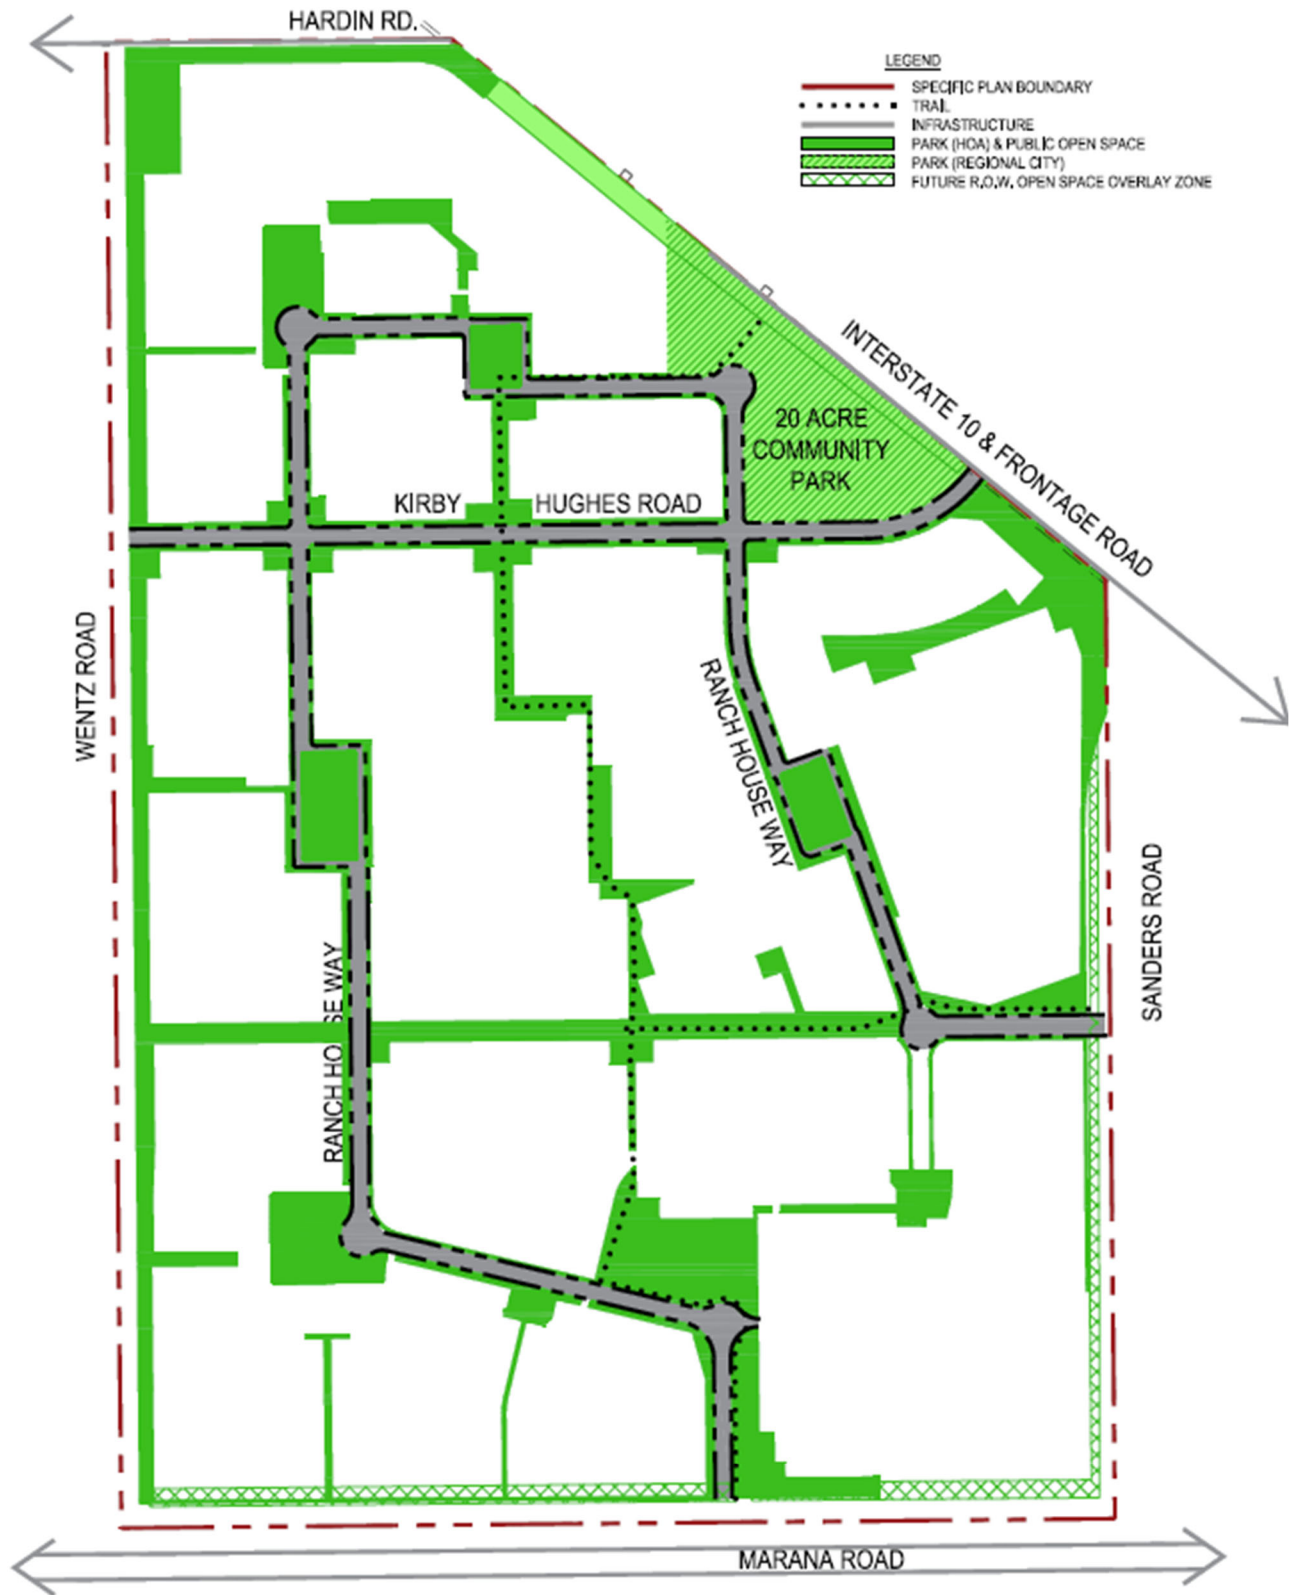 HARDIN RD.
LEGEND
SPECIFIC PLAN BOUNDARY
TRAIL
INFRASTRUCTURE
PARK (HOA) & PUBLIC OPEN SPACE
PARK (REGIONAL CITY)
FUTURE R.O.W. OPEN SPACE OVERLAY ZONE
INTERSTATE 10 & FRONTAGE ROAD
20 ACRE
COMMUNITY
PARK
KIRBY HUGHES ROAD
WENTZ ROAD
RANCH HOUSE WAY
SANDERS ROAD
RANCH HOUSE WAY
MARANA ROAD